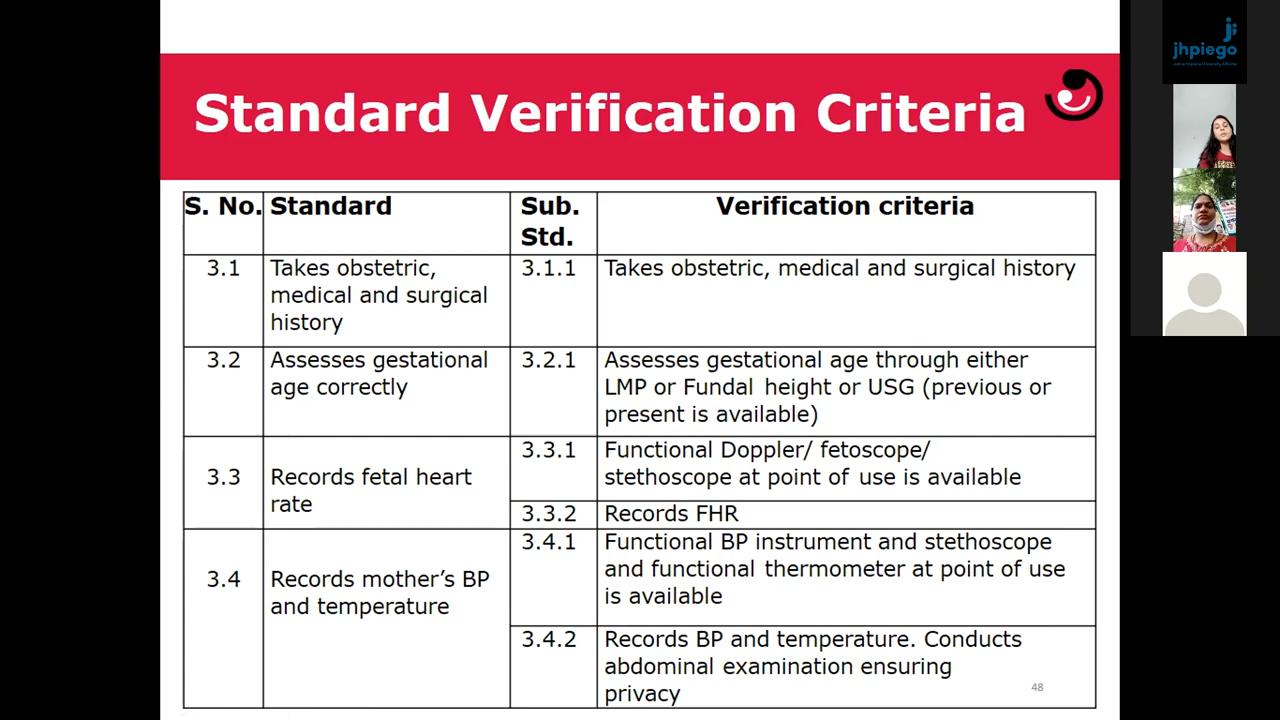 Standard Verification Criteria
S. No. Standard Sub. Std. Verification criteria
3.1 Takes obstetric, medical and surgical history 3.1.1 Takes obstetric, medical and surgical history
3.2 Assesses gestational age correctly 3.2.1 Assesses gestational age through either LMP or Fundal height or USG (previous or present is available)
3.3 Records fetal heart rate 3.3.1 Functional Doppler/ fetoscope/ stethoscope at point of use is available
3.3.2 Records FHR
3.4 Records mother's BP and temperature 3.4.1 Functional BP instrument and stethoscope and functional thermometer at point of use is available
3.4.2 Records BP and temperature. Conducts abdominal examination ensuring privacy
48
jhpiego